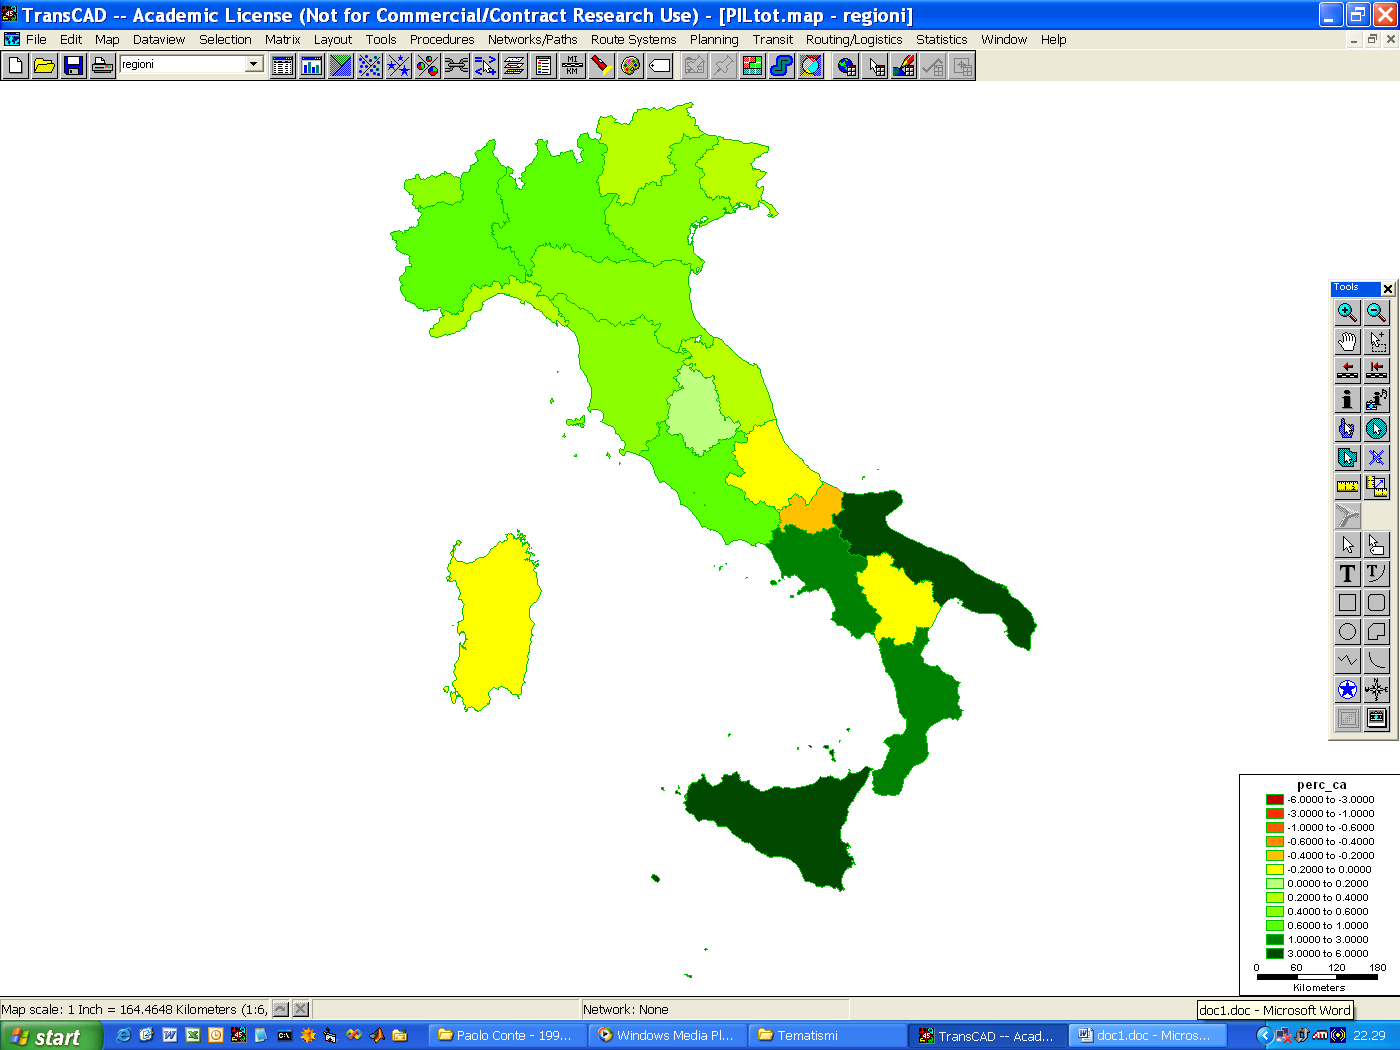 TransCAD -- Academic License (Not for Commercial/Contract Research Use) - [PILtot.map - regioni]
File Edit Map Dataview Selection Matrix Layout Tools Procedures Networks/Paths Route Systems Planning Transit Routing/Logistics Statistics Window Help
regioni
MI
KM
Tools
T T
perc_ca
-6.0000 to -3.0000
-3.0000 to -1.0000
-1.0000 to -0.6000
-0.6000 to -0.4000
-0.4000 to -0.2000
-0.2000 to 0.0000
0.0000 to 0.2000
0.2000 to 0.4000
0.4000 to 0.6000
0.6000 to 1.0000
1.0000 to 3.0000
3.0000 to 6.0000
0 60 120 180
Kilometers
Map scale: 1 Inch = 164.4648 Kilometers (1:6, Network: None
doc1.doc - Microsoft Word
start Paolo Conte - 199... Windows Media Pl... Tematismi TransCAD -- Acad... doc1.doc - Micros... 22.29